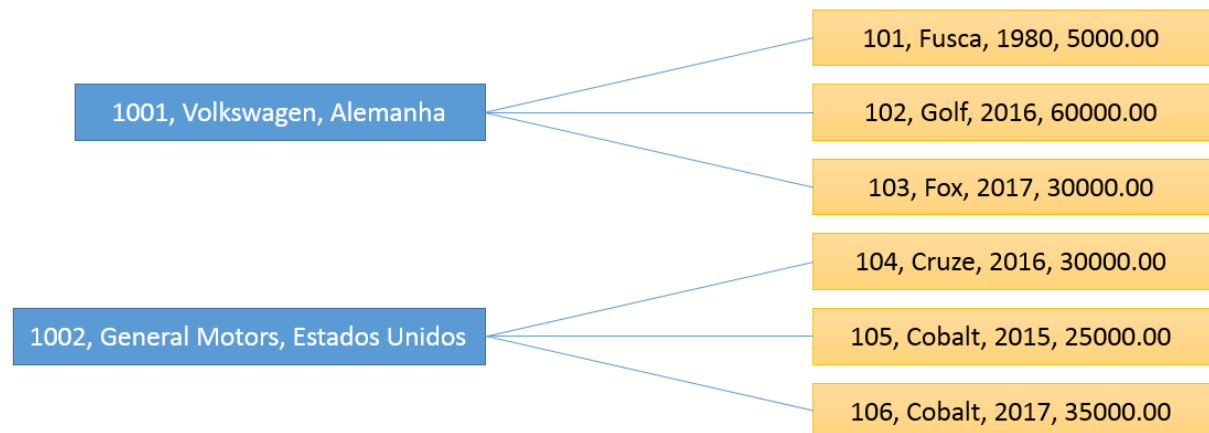 101, Fusca, 1980, 5000.00
1001, Volkswagen, Alemanha
102, Golf, 2016, 60000.00
103, Fox, 2017, 30000.00
104, Cruze, 2016, 30000.00
1002, General Motors, Estados Unidos
105, Cobalt, 2015, 25000.00
106, Cobalt, 2017, 35000.00